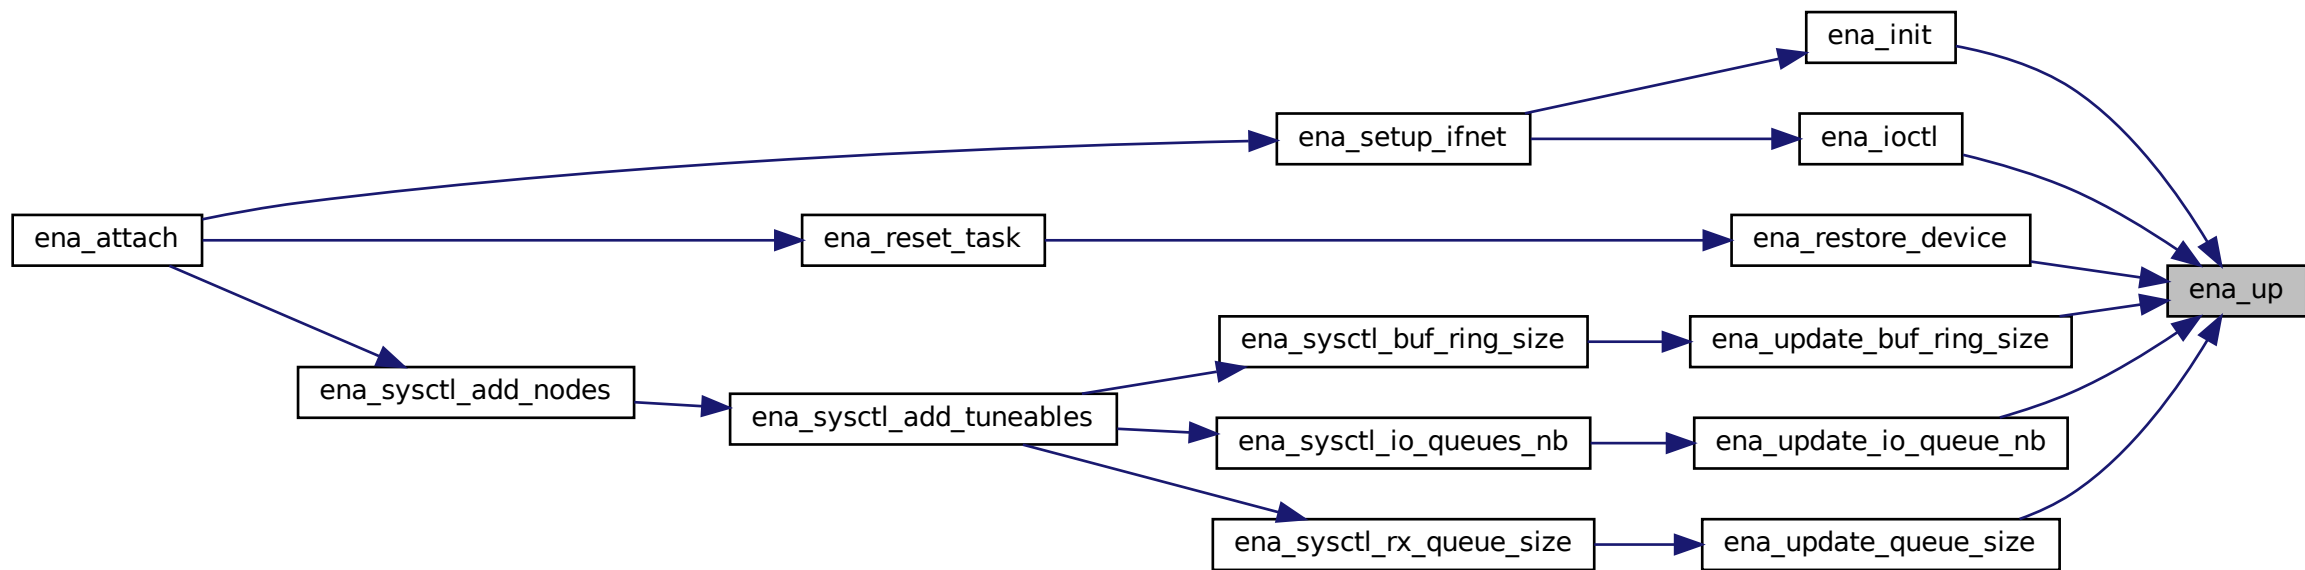 ena_init
ena_setup_ifnet
ena_ioctl
ena_attach
ena_reset_task
ena_restore_device
ena_up
ena_sysctl_buf_ring_size
ena_update_buf_ring_size
ena_sysctl_add_nodes
ena_sysctl_add_tuneables
ena_sysctl_io_queues_nb
ena_update_io_queue_nb
ena_sysctl_rx_queue_size
ena_update_queue_size